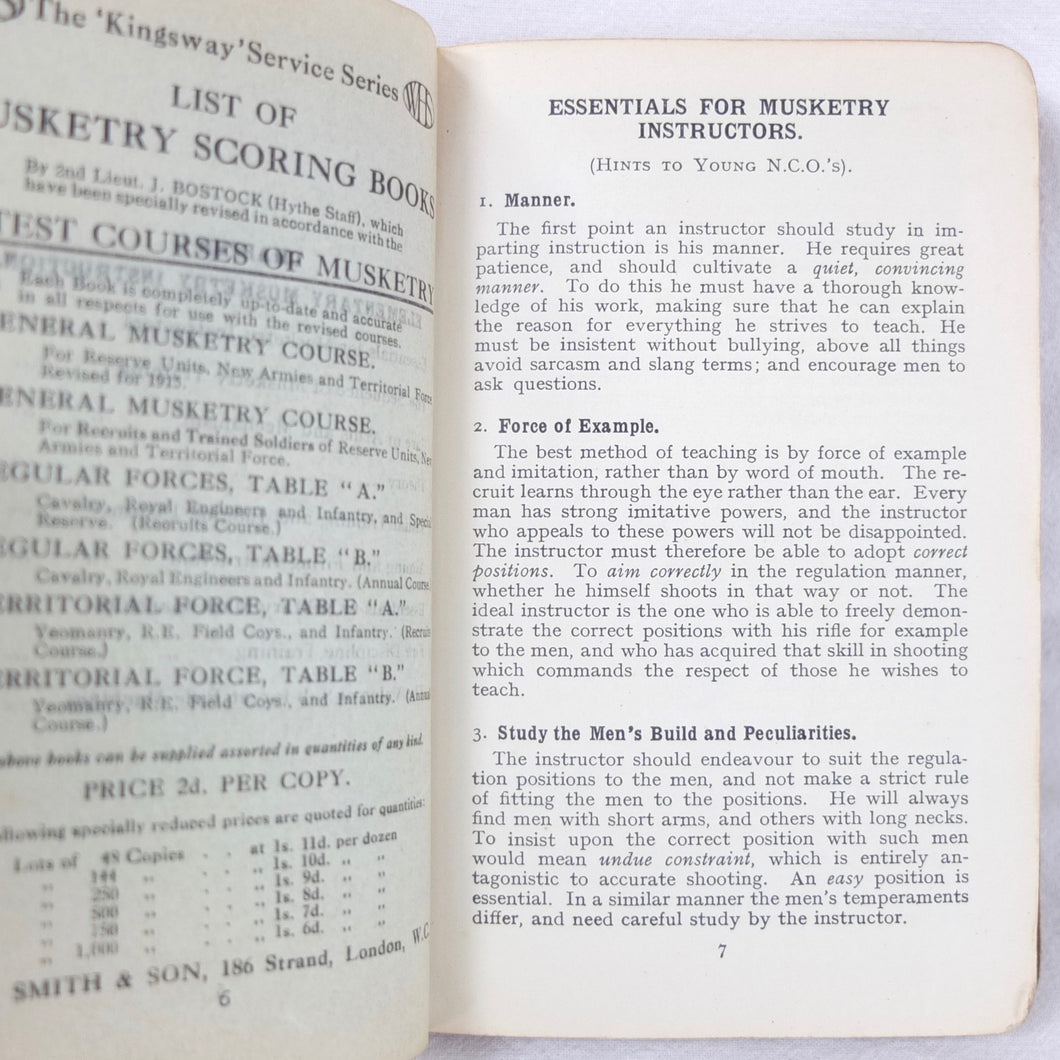 The 'Kingsway' Service Series
WHS
LIST OF
USKETRY SCORING BOOKS
By 2nd Lieut. J. BOSTOCK (Hythe Staff), which
have been specially revised in accordance with the
TEST COURSES OF MUSKETRY
Each Book is completely up-to-date and accurate
in all respects for use with the revised courses.
ENERAL MUSKETRY COURSE.
For Reserve Units, New Armies and Territorial Force
Revised for 1915.
ENERAL MUSKETRY COURSE.
For Recruits and Trained Soldiers of Reserve Units, New
Armies and Territorial Force.
EGULAR FORCES, TABLE "A."
Cavalry, Royal Engineers and Infantry, and Specia
Reserve. (Recruits Course.)
EGULAR FORCES, TABLE "B."
Cavalry, Royal Engineers and Infantry. (Annual Course
ERRITORIAL FORCE, TABLE "A."
Yeomanry, R.E. Field Coys., and Infantry. (Recruits
Course.)
ERRITORIAL FORCE, TABLE "B."
Yeomanry, R.E. Field Coys., and Infantry. (Annua
Course.)
above books can be supplied assorted in quantities of any kind.
PRICE 2d. PER COPY.
ollowing specially reduced prices are quoted for quantities:
Lots of 48 Copies . . at 1s. 11d. per dozen
" 144 " . . " 1s. 10d. " "
" 250 " . . " 1s. 9d. " "
" 500 " . . " 1s. 8d. " "
" " . . " 1s. 7d. " "
" 1,000 " . . " 1s. 6d. " "
SMITH & SON, 186 Strand, London, W.C.
6
ESSENTIALS FOR MUSKETRY
INSTRUCTORS.
(HINTS TO YOUNG N.C.O.'S).
1. Manner.
The first point an instructor should study in im-
parting instruction is his manner. He requires great
patience, and should cultivate a quiet, convincing
manner. To do this he must have a thorough know-
ledge of his work, making sure that he can explain
the reason for everything he strives to teach. He
must be insistent without bullying, above all things
avoid sarcasm and slang terms; and encourage men to
ask questions.
2. Force of Example.
The best method of teaching is by force of example
and imitation, rather than by word of mouth. The re-
cruit learns through the eye rather than the ear. Every
man has strong imitative powers, and the instructor
who appeals to these powers will not be disappointed.
The instructor must therefore be able to adopt correct
positions. To aim correctly in the regulation manner,
whether he himself shoots in that way or not. The
ideal instructor is the one who is able to freely demon-
strate the correct positions with his rifle for example
to the men, and who has acquired that skill in shooting
which commands the respect of those he wishes to
teach.
3. Study the Men's Build and Peculiarities.
The instructor should endeavour to suit the regula-
tion positions to the men, and not make a strict rule
of fitting the men to the positions. He will always
find men with short arms, and others with long necks.
To insist upon the correct position with such men
would mean undue constraint, which is entirely an-
tagonistic to accurate shooting. An easy position is
essential. In a similar manner the men's temperaments
differ, and need careful study by the instructor.
7